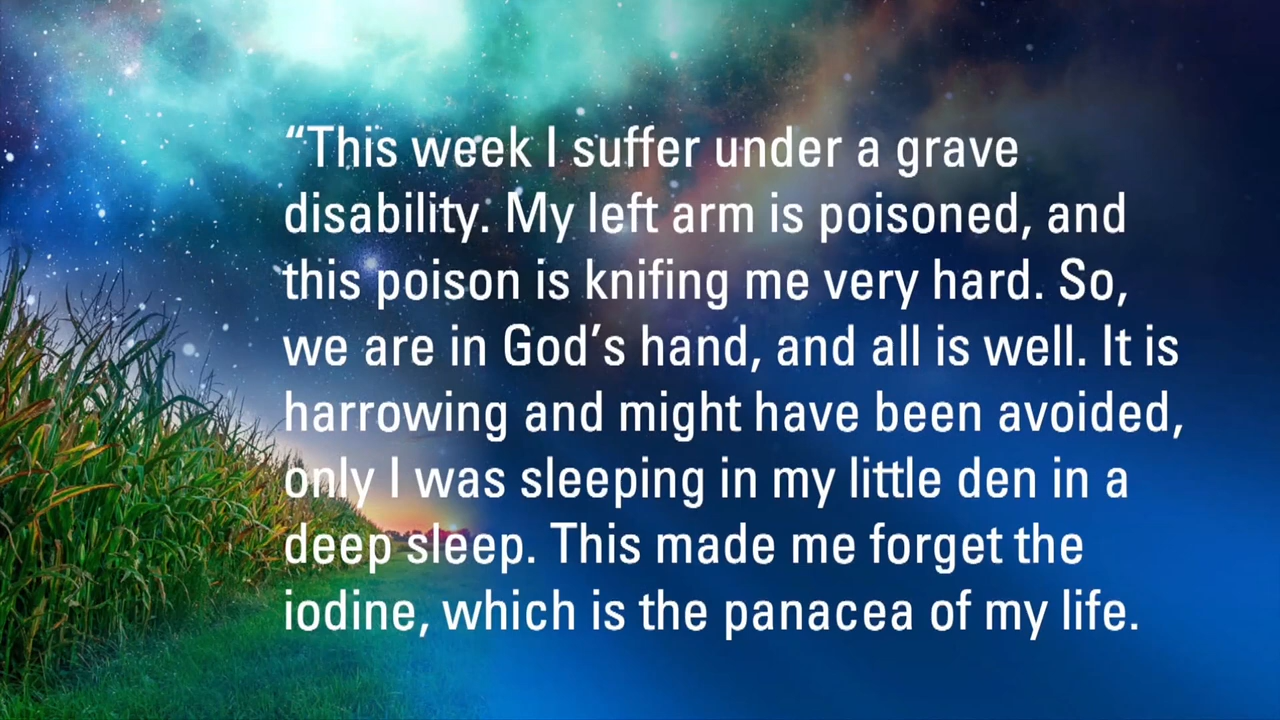 “This week I suffer under a grave
disability. My left arm is poisoned, and
this poison is knifing me very hard. So,
we are in God’s hand, and all is well. It is
harrowing and might have been avoided,
only I was sleeping in my little den in a
deep sleep. This made me forget the
iodine, which is the panacea of my life.